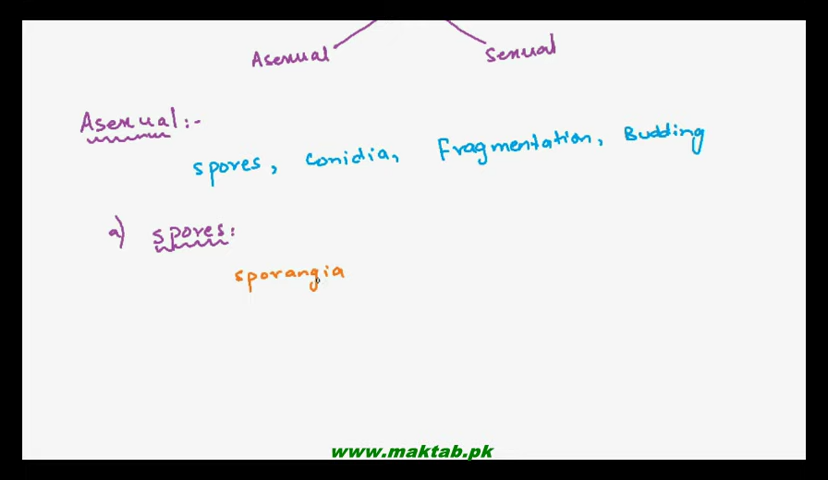 Asexual Sexual
Asexual:-
spores, Conidia, Fragmentation, Budding
a) spores:
sporangia
www.maktab.pk